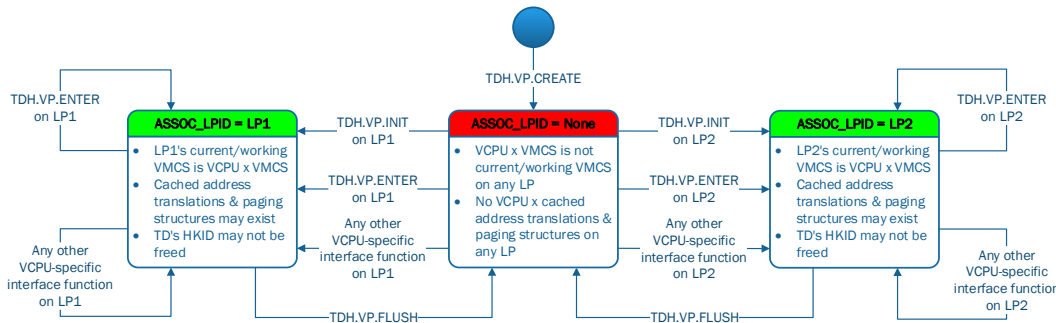 TDH.VP.CREATE
TDH.VP.ENTER
on LP1
ASSOC_LPID = LP1
• LP1's current/working
VMCS is VCPU x VMCS
• Cached address
translations & paging
structures may exist
• TD's HKID may not be
freed
Any other
VCPU-specific
interface function
on LP1
TDH.VP.INIT
on LP1
TDH.VP.ENTER
on LP1
Any other
VCPU-specific
interface function
on LP1
TDH.VP.FLUSH
ASSOC_LPID = None
• VCPU x VMCS is not
current/working VMCS
on any LP
• No VCPU x cached
address translations &
paging structures on
any LP
TDH.VP.INIT
on LP2
TDH.VP.ENTER
on LP2
Any other
VCPU-specific
interface function
on LP2
TDH.VP.FLUSH
ASSOC_LPID = LP2
• LP2's current/working
VMCS is VCPU x VMCS
• Cached address
translations & paging
structures may exist
• TD's HKID may not be
freed
TDH.VP.ENTER
on LP2
Any other
VCPU-specific
interface function
on LP2